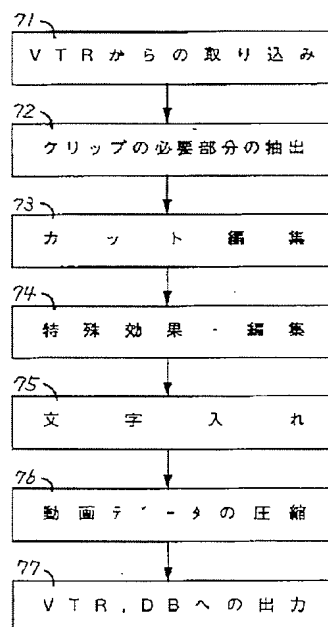 71
VTRからの取り込み
72
クリップの必要部分の抽出
73
カット編集
74
特殊効果・編集
75
文字入れ
76
動画データの圧縮
77
VTR,DBへの出力